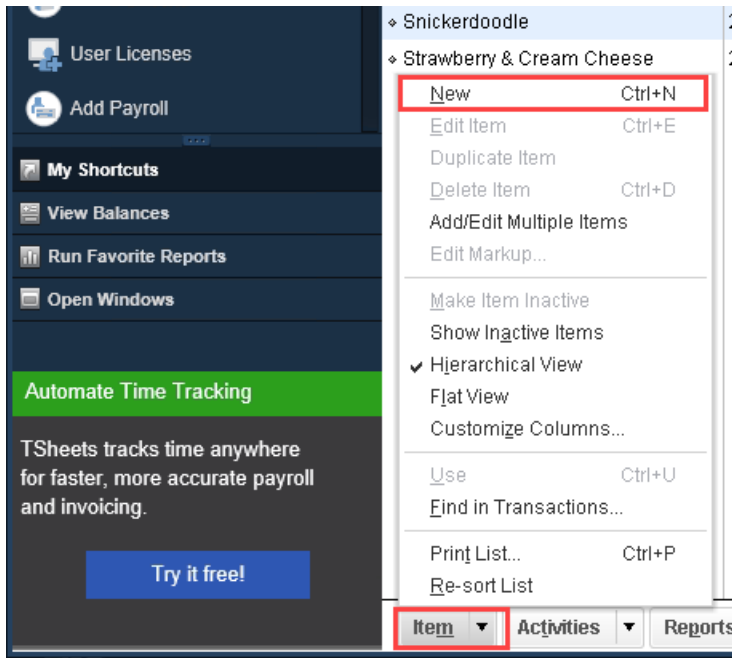 User Licenses
Add Payroll
My Shortcuts
View Balances
Run Favorite Reports
Open Windows
Automate Time Tracking
TSheets tracks time anywhere
for faster, more accurate payroll
and invoicing.
Try it free!
Snickerdoodle
Strawberry & Cream Cheese
New Ctrl+N
Edit Item Ctrl+E
Duplicate Item
Delete Item Ctrl+D
Add/Edit Multiple Items
Edit Markup...
Make Item Inactive
Show Inactive Items
Hierarchical View
Flat View
Customize Columns...
Use Ctrl+U
Find in Transactions...
Print List... Ctrl+P
Re-sort List
Item Activities Reports